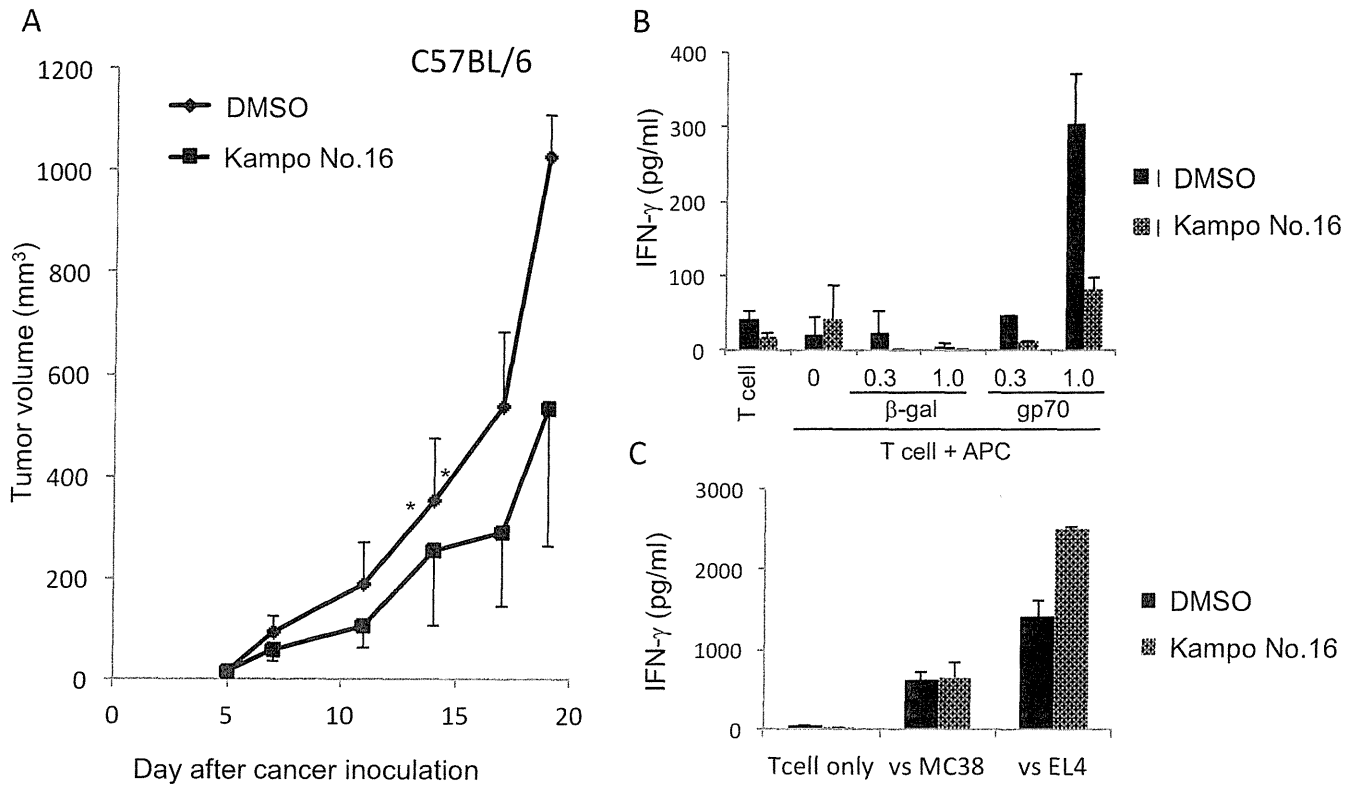 A
C57BL/6
1200
1000
800
600
400
200
0
0 5 10 15 20
Tumor volume (mm³)
Day after cancer inoculation
DMSO
Kampo No.16
*
*
B
400
300
200
100
0
IFN-γ (pg/ml)
DMSO
Kampo No.16
T cell
0 0.3 1.0 0.3 1.0
β-gal gp70
T cell + APC
C
3000
2000
1000
0
IFN-γ (pg/ml)
DMSO
Kampo No.16
Tcell only vs MC38 vs EL4